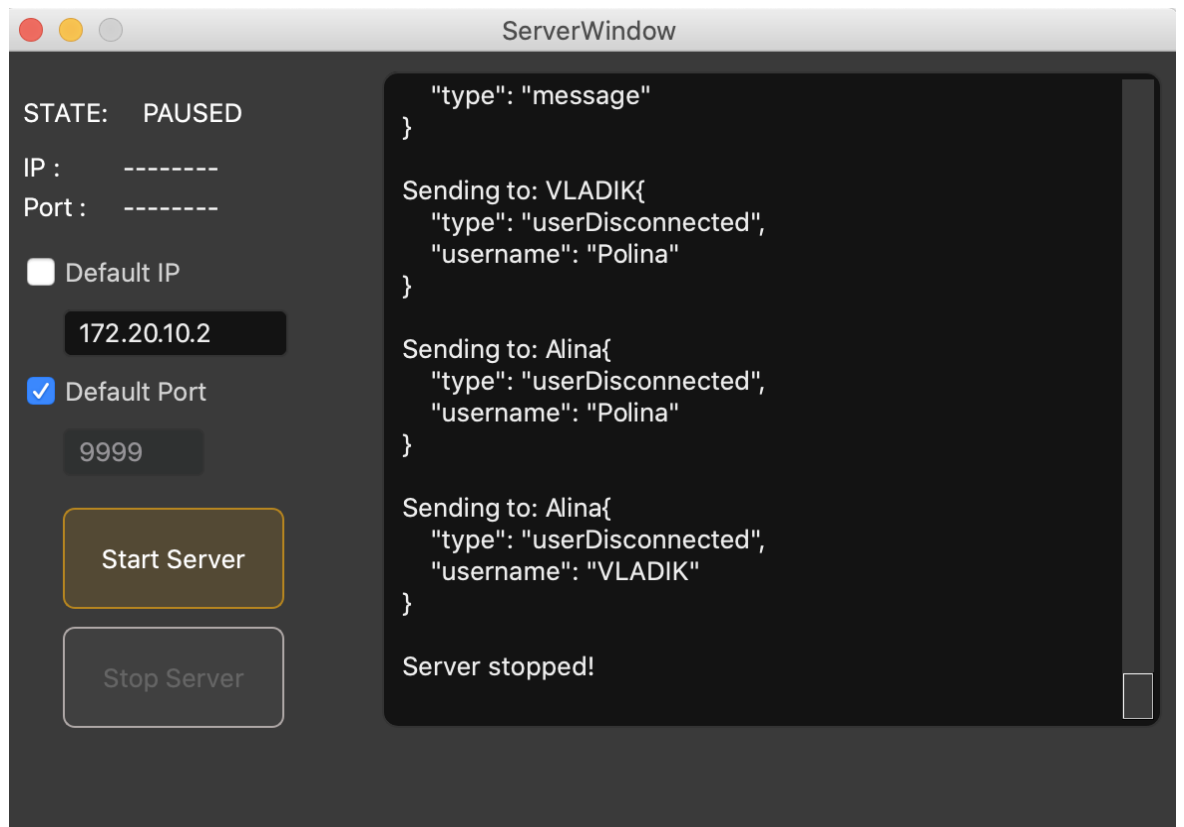 ServerWindow
STATE: PAUSED
IP : --------
Port : --------
Default IP
172.20.10.2
Default Port
9999
Start Server
Stop Server
"type": "message"
}
Sending to: VLADIK{
"type": "userDisconnected",
"username": "Polina"
}
Sending to: Alina{
"type": "userDisconnected",
"username": "Polina"
}
Sending to: Alina{
"type": "userDisconnected",
"username": "VLADIK"
}
Server stopped!